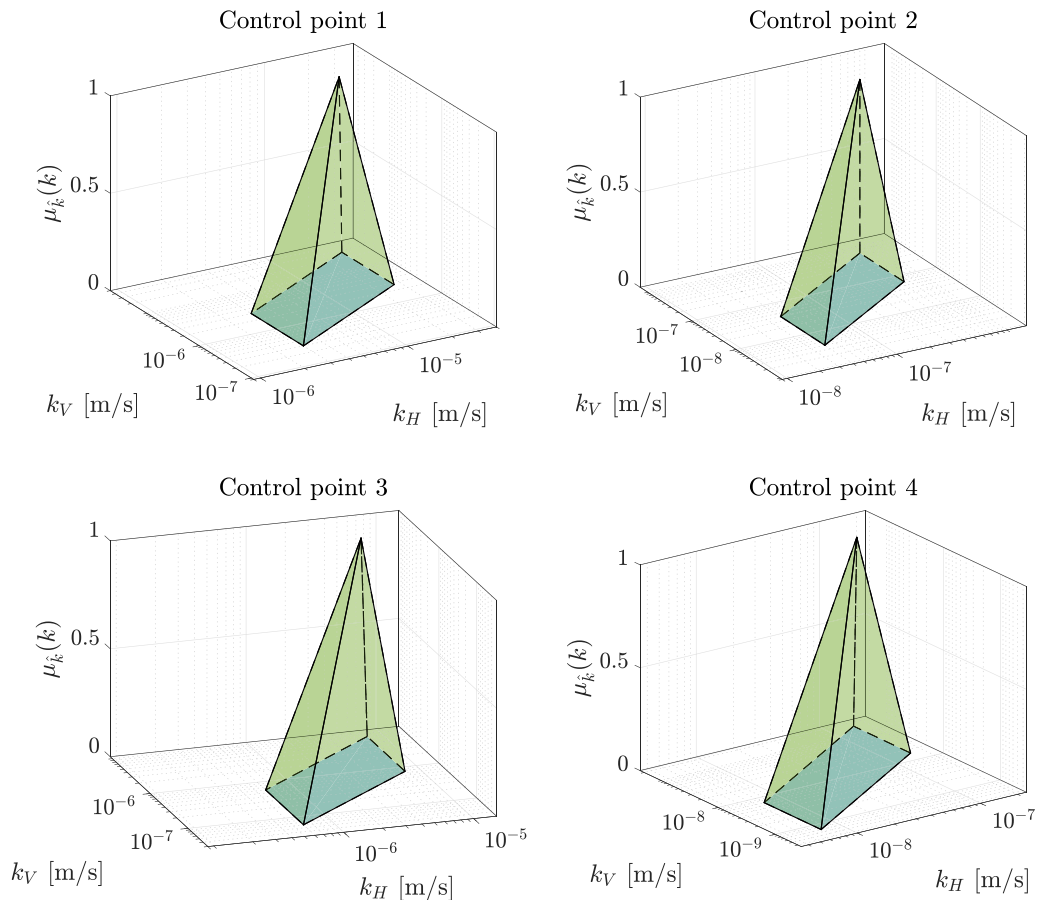 Control point 1
1
0.5
0
μ_k̂(k)
10⁻⁶
10⁻⁷
k_V [m/s]
10⁻⁶
10⁻⁵
k_H [m/s]
Control point 2
1
0.5
0
μ_k̂(k)
10⁻⁷
10⁻⁸
k_V [m/s]
10⁻⁸
10⁻⁷
k_H [m/s]
Control point 3
1
0.5
0
μ_k̂(k)
10⁻⁶
10⁻⁷
k_V [m/s]
10⁻⁶
10⁻⁵
k_H [m/s]
Control point 4
1
0.5
0
μ_k̂(k)
10⁻⁸
10⁻⁹
k_V [m/s]
10⁻⁸
10⁻⁷
k_H [m/s]